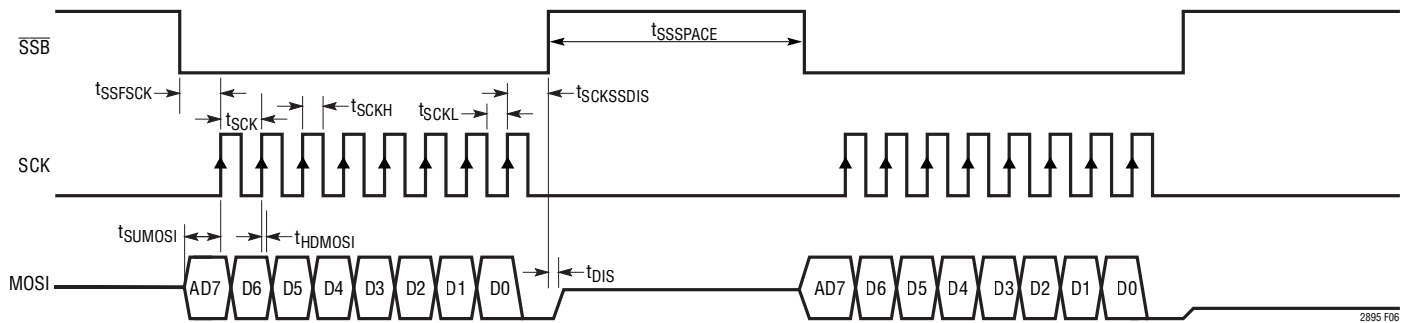 SSB
tSSSPACE
tSSFSCK
tSCK
tSCKH
tSCKL
tSCKSSDIS
SCK
tSUMOSI
tHDMOSI
tDIS
MOSI
AD7 D6 D5 D4 D3 D2 D1 D0
AD7 D6 D5 D4 D3 D2 D1 D0
2895 F06